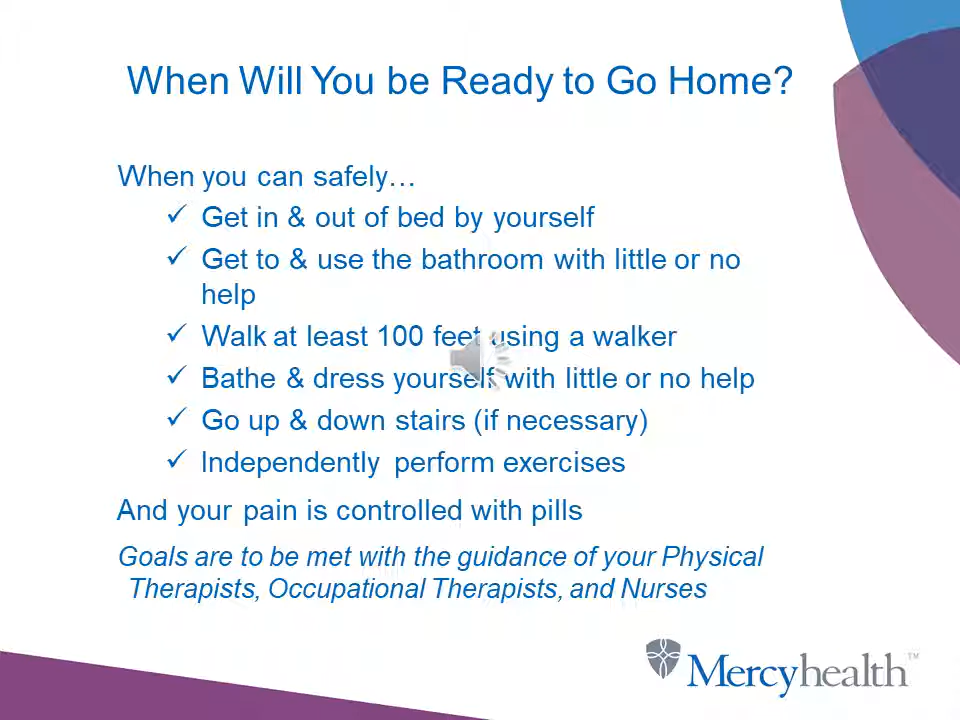 When Will You be Ready to Go Home?
When you can safely…
✓ Get in & out of bed by yourself
✓ Get to & use the bathroom with little or no
help
✓ Walk at least 100 feet using a walker
✓ Bathe & dress yourself with little or no help
✓ Go up & down stairs (if necessary)
✓ Independently perform exercises
And your pain is controlled with pills
Goals are to be met with the guidance of your Physical
Therapists, Occupational Therapists, and Nurses
Mercyhealth™